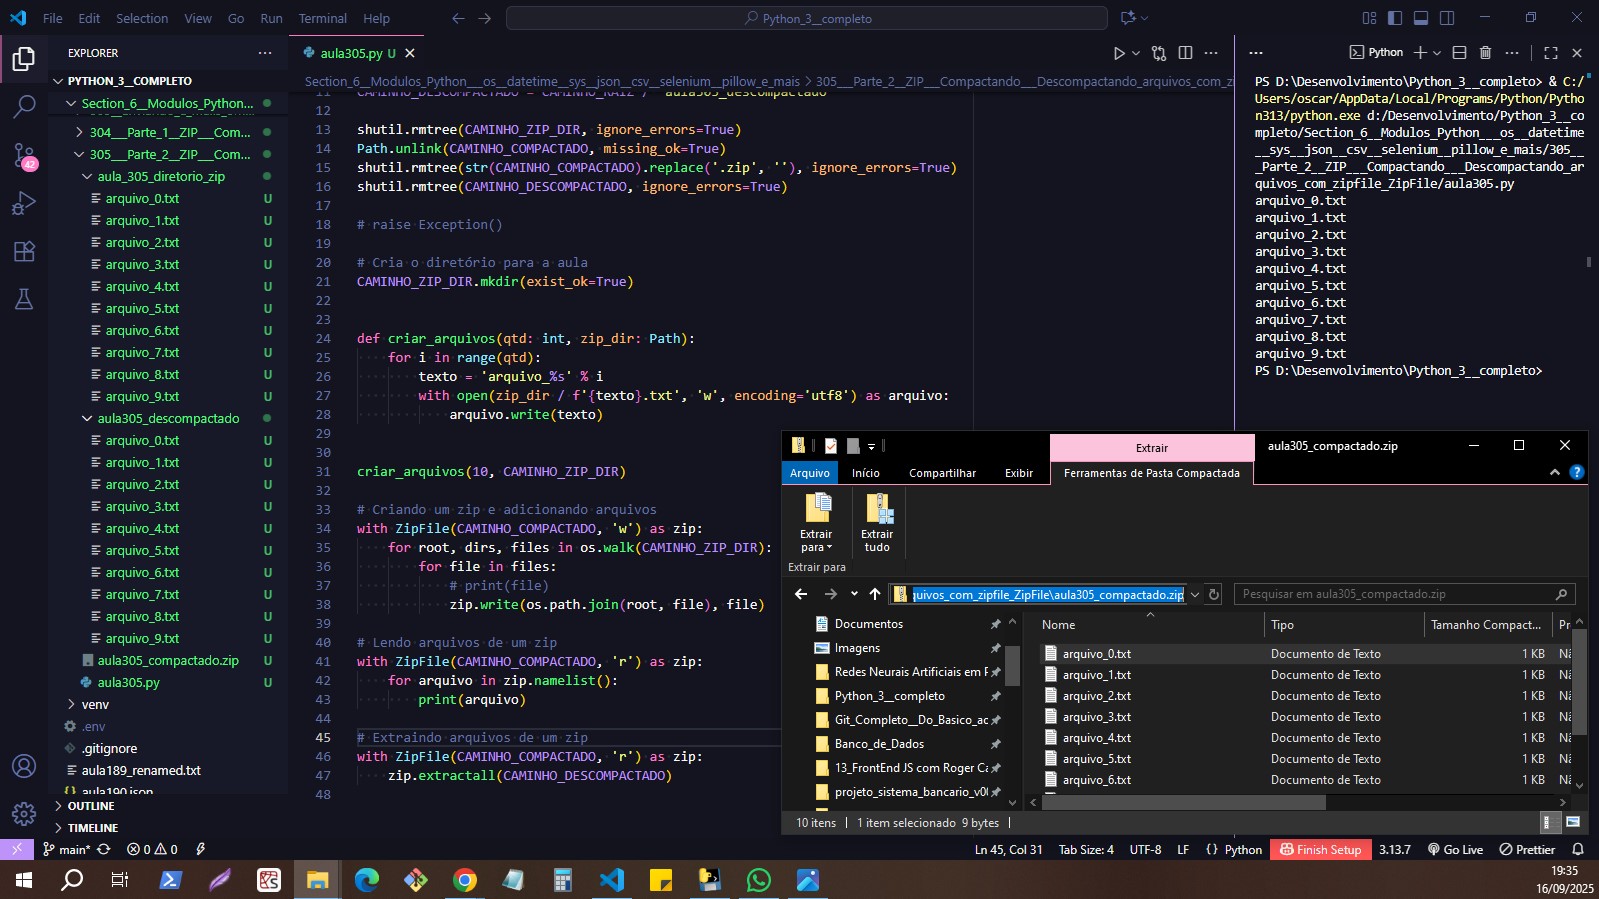 File Edit Selection View Go Run Terminal Help
Python_3__completo
EXPLORER
PYTHON_3__COMPLETO
Section_6__Modulos_Python...
304___Parte_1__ZIP___Com...
305___Parte_2__ZIP___Com...
aula_305_diretorio_zip
arquivo_0.txt U
arquivo_1.txt U
arquivo_2.txt U
arquivo_3.txt U
arquivo_4.txt U
arquivo_5.txt U
arquivo_6.txt U
arquivo_7.txt U
arquivo_8.txt U
arquivo_9.txt U
aula305_descompactado
arquivo_0.txt U
arquivo_1.txt U
arquivo_2.txt U
arquivo_3.txt U
arquivo_4.txt U
arquivo_5.txt U
arquivo_6.txt U
arquivo_7.txt U
arquivo_8.txt U
arquivo_9.txt U
aula305_compactado.zip U
aula305.py U
venv
.env
.gitignore
aula189_renamed.txt
aula190.json
OUTLINE
TIMELINE
42
aula305.py U
Section_6__Modulos_Python___os__datetime__sys__json__csv__selenium__pillow_e_mais > 305___Parte_2__ZIP___Compactando___Descompactando_arquivos_com_zi
11 CAMINHO_DESCOMPACTADO = CAMINHO_RAIZ / 'aula305_descompactado'
12
13 shutil.rmtree(CAMINHO_ZIP_DIR, ignore_errors=True)
14 Path.unlink(CAMINHO_COMPACTADO, missing_ok=True)
15 shutil.rmtree(str(CAMINHO_COMPACTADO).replace('.zip', ''), ignore_errors=True)
16 shutil.rmtree(CAMINHO_DESCOMPACTADO, ignore_errors=True)
17
18 # raise Exception()
19
20 # Cria o diretório para a aula
21 CAMINHO_ZIP_DIR.mkdir(exist_ok=True)
22
23
24 def criar_arquivos(qtd: int, zip_dir: Path):
25 for i in range(qtd):
26 texto = 'arquivo_%s' % i
27 with open(zip_dir / f'{texto}.txt', 'w', encoding='utf8') as arquivo:
28 arquivo.write(texto)
29
30
31 criar_arquivos(10, CAMINHO_ZIP_DIR)
32
33 # Criando um zip e adicionando arquivos
34 with ZipFile(CAMINHO_COMPACTADO, 'w') as zip:
35 for root, dirs, files in os.walk(CAMINHO_ZIP_DIR):
36 for file in files:
37 # print(file)
38 zip.write(os.path.join(root, file), file)
39
40 # Lendo arquivos de um zip
41 with ZipFile(CAMINHO_COMPACTADO, 'r') as zip:
42 for arquivo in zip.namelist():
43 print(arquivo)
44
45 # Extraindo arquivos de um zip
46 with ZipFile(CAMINHO_COMPACTADO, 'r') as zip:
47 zip.extractall(CAMINHO_DESCOMPACTADO)
48
Python
PS D:\Desenvolvimento\Python_3__completo> & C:/
Users/oscar/AppData/Local/Programs/Python/Pytho
n313/python.exe d:/Desenvolvimento/Python_3__co
mpleto/Section_6__Modulos_Python___os__datetime
__sys__json__csv__selenium__pillow_e_mais/305__
_Parte_2__ZIP___Compactando___Descompactando_ar
quivos_com_zipfile_ZipFile/aula305.py
arquivo_0.txt
arquivo_1.txt
arquivo_2.txt
arquivo_3.txt
arquivo_4.txt
arquivo_5.txt
arquivo_6.txt
arquivo_7.txt
arquivo_8.txt
arquivo_9.txt
PS D:\Desenvolvimento\Python_3__completo>
Extrair aula305_compactado.zip
Arquivo Início Compartilhar Exibir Ferramentas de Pasta Compactada
Extrair para
Extrair tudo
Extrair para
quivos_com_zipfile_ZipFile\aula305_compactado.zip
Pesquisar em aula305_compactado.zip
Documentos
Imagens
Redes Neurais Artificiais em F
Python_3__completo
Git_Completo__Do_Basico_ac
Banco_de_Dados
13_FrontEnd JS com Roger Ca
projeto_sistema_bancario_v0
Nome Tipo Tamanho Compact... Pr
arquivo_0.txt Documento de Texto 1 KB Nã
arquivo_1.txt Documento de Texto 1 KB Nã
arquivo_2.txt Documento de Texto 1 KB Nã
arquivo_3.txt Documento de Texto 1 KB Nã
arquivo_4.txt Documento de Texto 1 KB Nã
arquivo_5.txt Documento de Texto 1 KB Nã
arquivo_6.txt Documento de Texto 1 KB Nã
10 itens 1 item selecionado 9 bytes
main* 0 0
Ln 45, Col 31 Tab Size: 4 UTF-8 LF {} Python Finish Setup 3.13.7 Go Live Prettier
19:35
16/09/2025